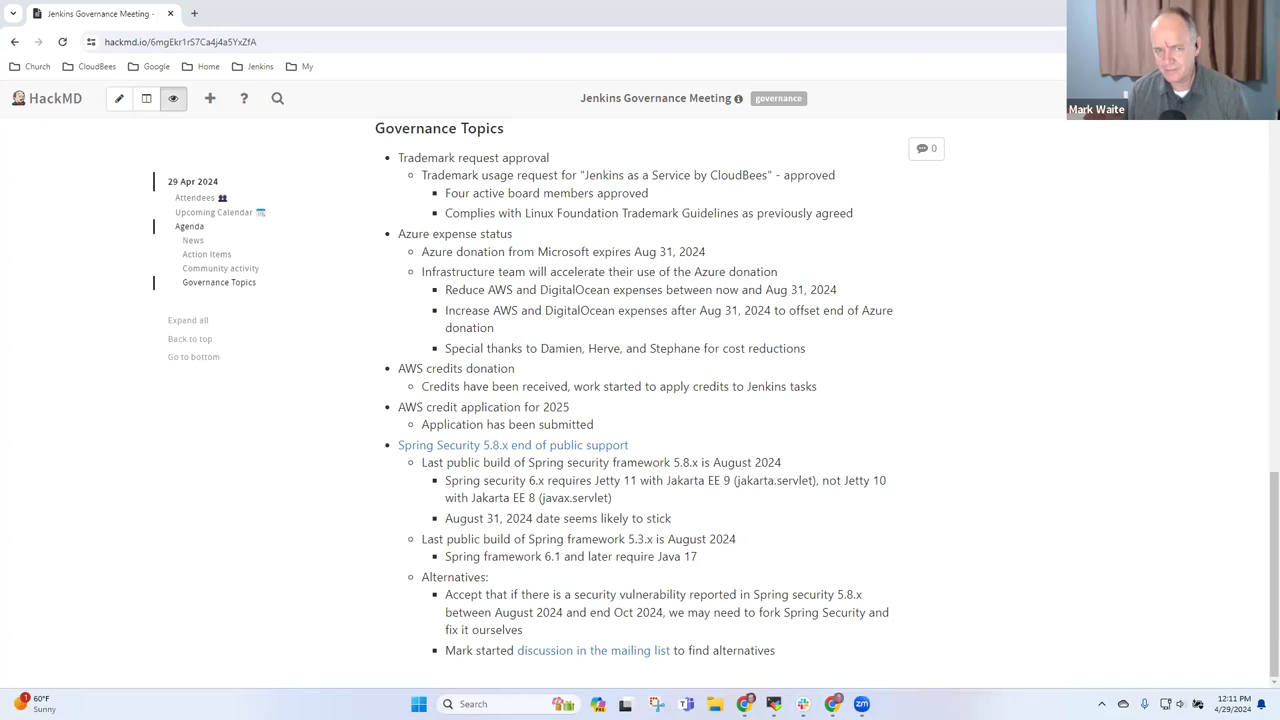 Jenkins Governance Meeting -
hackmd.io/6mgEkr1rS7Ca4j4a5YxZfA
Church
CloudBees
Google
Home
Jenkins
My
HackMD
Jenkins Governance Meeting
governance
Mark Waite
0
29 Apr 2024
Attendees
Upcoming Calendar
Agenda
News
Action Items
Community activity
Governance Topics
Expand all
Back to top
Go to bottom
Governance Topics
Trademark request approval
Trademark usage request for "Jenkins as a Service by CloudBees" - approved
Four active board members approved
Complies with Linux Foundation Trademark Guidelines as previously agreed
Azure expense status
Azure donation from Microsoft expires Aug 31, 2024
Infrastructure team will accelerate their use of the Azure donation
Reduce AWS and DigitalOcean expenses between now and Aug 31, 2024
Increase AWS and DigitalOcean expenses after Aug 31, 2024 to offset end of Azure
donation
Special thanks to Damien, Herve, and Stephane for cost reductions
AWS credits donation
Credits have been received, work started to apply credits to Jenkins tasks
AWS credit application for 2025
Application has been submitted
Spring Security 5.8.x end of public support
Last public build of Spring security framework 5.8.x is August 2024
Spring security 6.x requires Jetty 11 with Jakarta EE 9 (jakarta.servlet), not Jetty 10
with Jakarta EE 8 (javax.servlet)
August 31, 2024 date seems likely to stick
Last public build of Spring framework 5.3.x is August 2024
Spring framework 6.1 and later require Java 17
Alternatives:
Accept that if there is a security vulnerability reported in Spring security 5.8.x
between August 2024 and end Oct 2024, we may need to fork Spring Security and
fix it ourselves
Mark started discussion in the mailing list to find alternatives
1
60°F
Sunny
Search
12:11 PM
4/29/2024